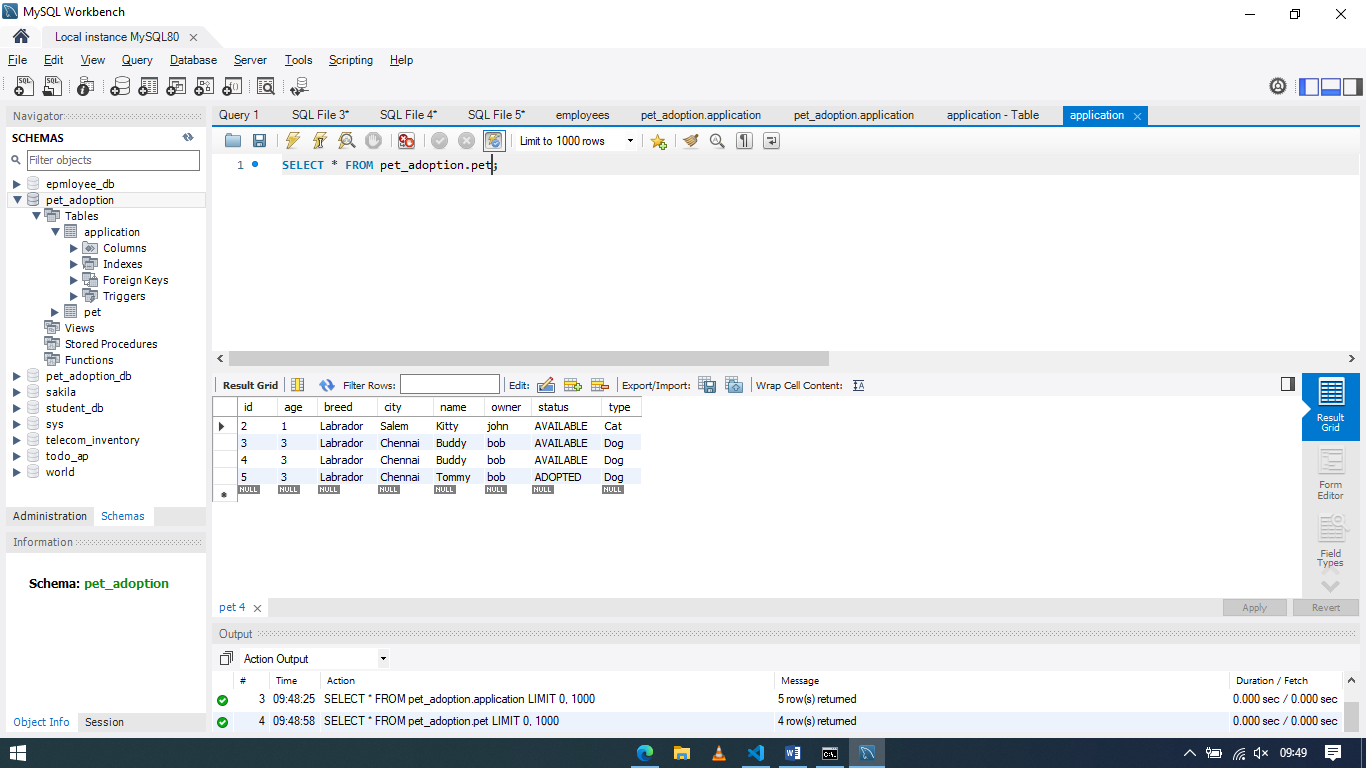 MySQL Workbench
Local instance MySQL80
File Edit View Query Database Server Tools Scripting Help
Navigator
SCHEMAS
Filter objects
epmloyee_db
pet_adoption
Tables
application
Columns
Indexes
Foreign Keys
Triggers
pet
Views
Stored Procedures
Functions
pet_adoption_db
sakila
student_db
sys
telecom_inventory
todo_ap
world
Administration Schemas
Information
Schema: pet_adoption
Object Info Session
Query 1 SQL File 3* SQL File 4* SQL File 5* employees pet_adoption.application pet_adoption.application application - Table application
Limit to 1000 rows
1 SELECT * FROM pet_adoption.pet;
Result Grid Filter Rows: Edit: Export/Import: Wrap Cell Content:
id age breed city name owner status type
2 1 Labrador Salem Kitty john AVAILABLE Cat
3 3 Labrador Chennai Buddy bob AVAILABLE Dog
4 3 Labrador Chennai Buddy bob AVAILABLE Dog
5 3 Labrador Chennai Tommy bob ADOPTED Dog
NULL NULL NULL NULL NULL NULL NULL NULL
Result Grid
Form Editor
Field Types
pet 4
Apply Revert
Output
Action Output
# Time Action Message Duration / Fetch
3 09:48:25 SELECT * FROM pet_adoption.application LIMIT 0, 1000 5 row(s) returned 0.000 sec / 0.000 sec
4 09:48:58 SELECT * FROM pet_adoption.pet LIMIT 0, 1000 4 row(s) returned 0.000 sec / 0.000 sec
09:49